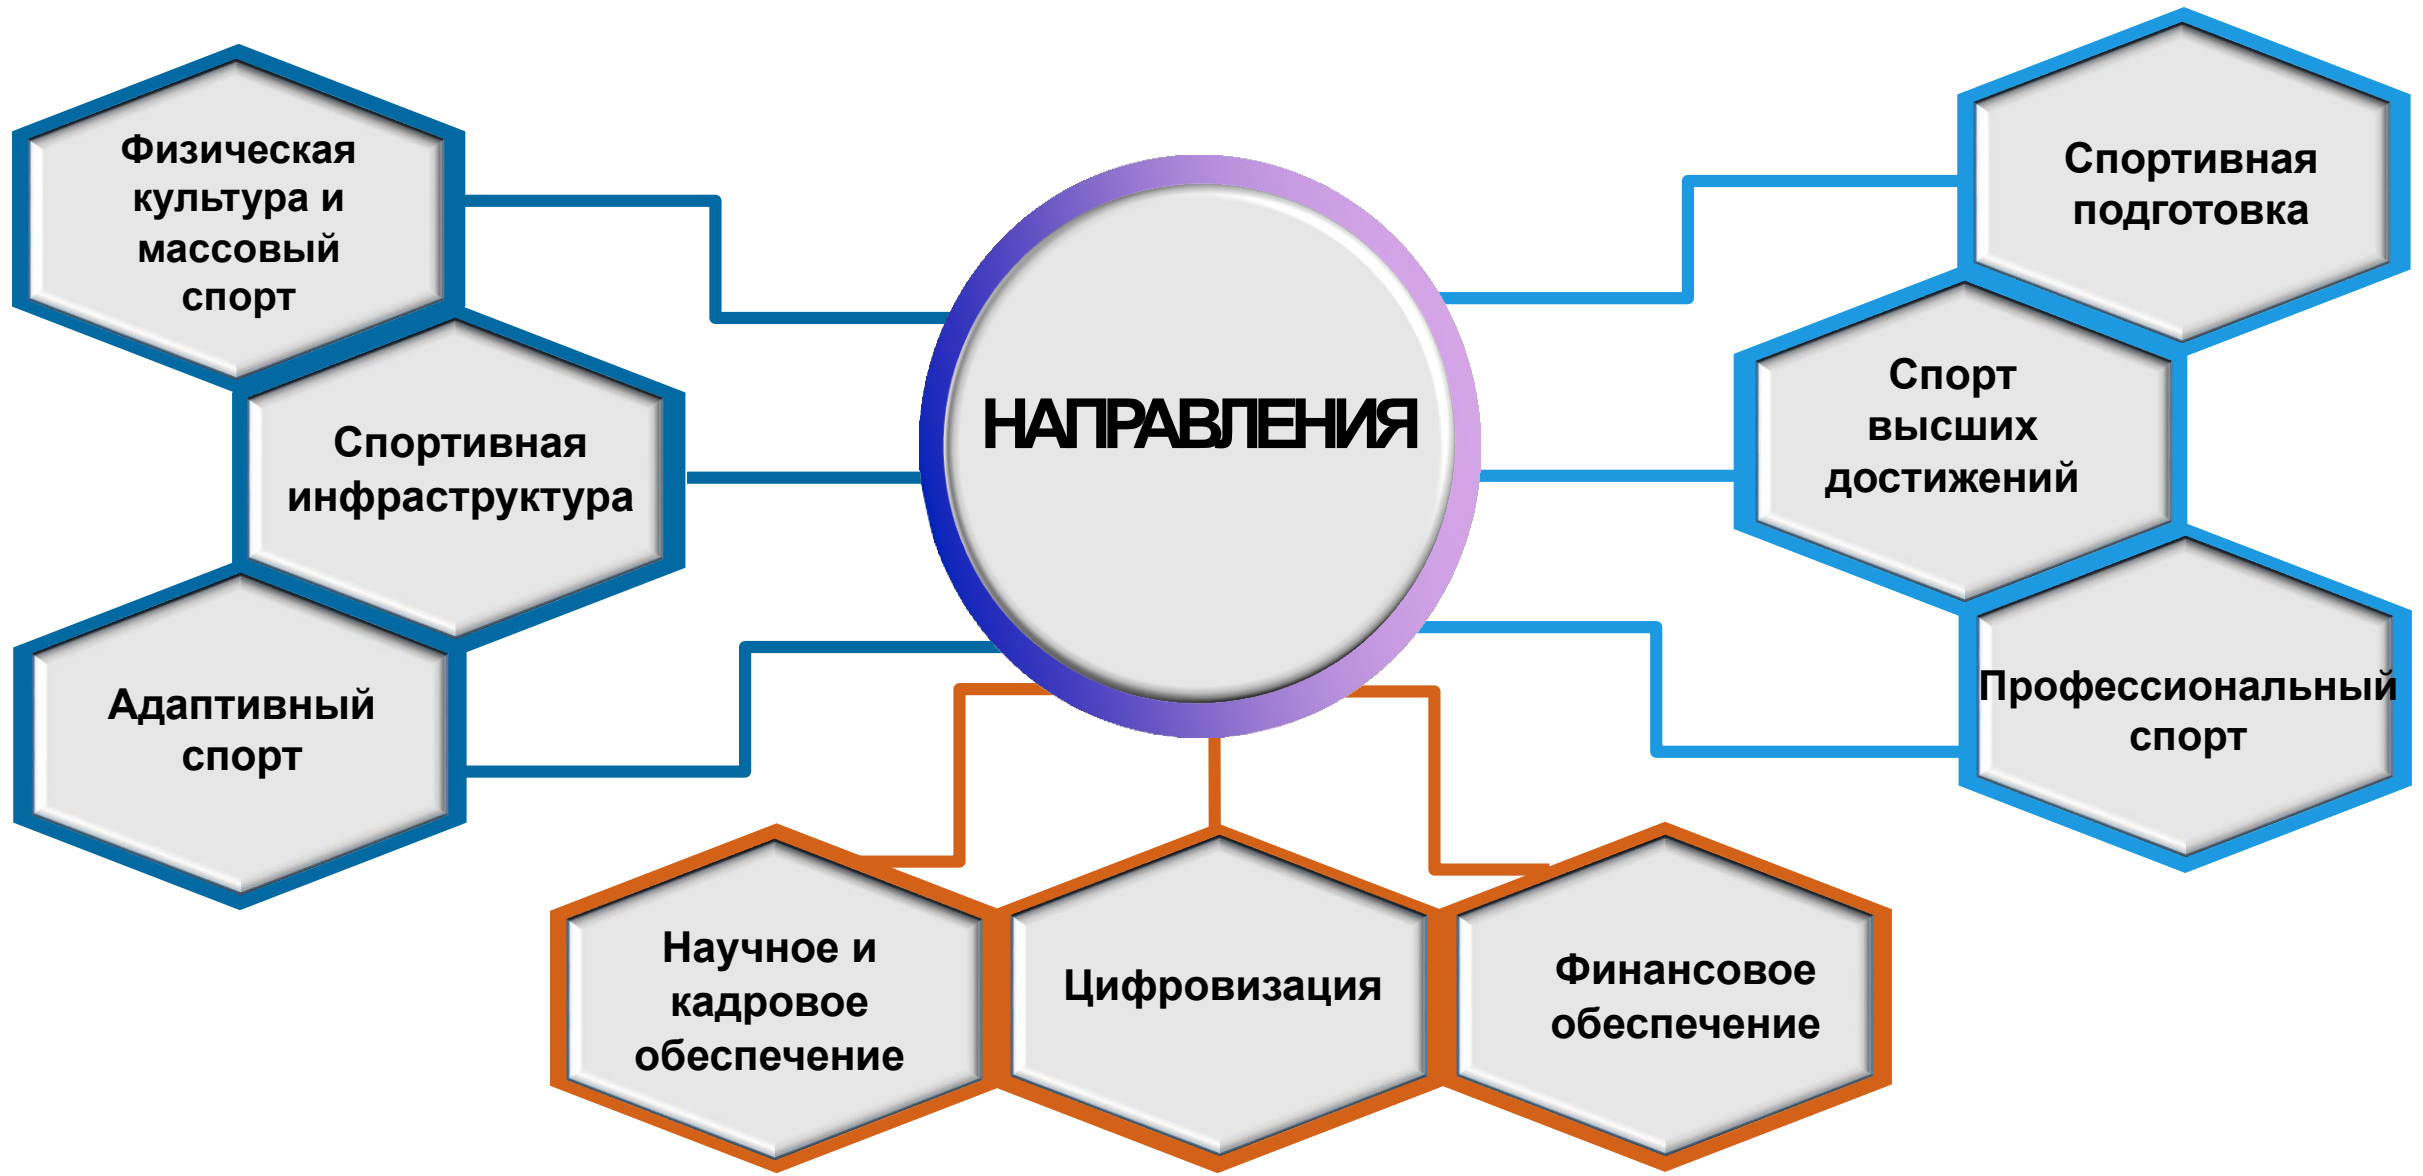 Физическая
культура и
массовый
спорт
Спортивная
инфраструктура
Адаптивный
спорт
НАПРАВЛЕНИЯ
Спортивная
подготовка
Спорт
высших
достижений
Профессиональный
спорт
Научное и
кадровое
обеспечение
Цифровизация
Финансовое
обеспечение